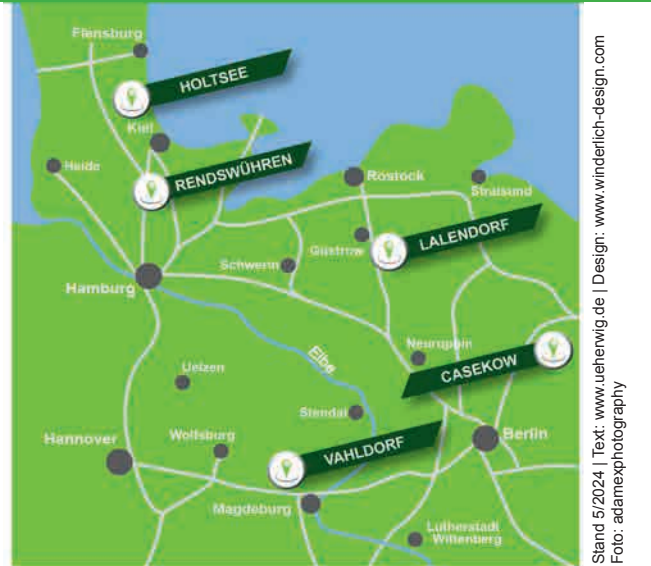 Flensburg
HOLTSEE
Kiel
Heide
RENDSWÜHREN
Rostock
Stralsund
LALENDORF
Güstrow
Schwerin
Hamburg
Neuruppin
Elbe
CASEKOW
Uelzen
Stendal
Hannover
Wolfsburg
VAHLDORF
Berlin
Magdeburg
Lutherstadt
Wittenberg
Stand 5/2024 | Text: www.ueherwig.de | Design: www.winderlich-design.com
Foto: adamexphotography